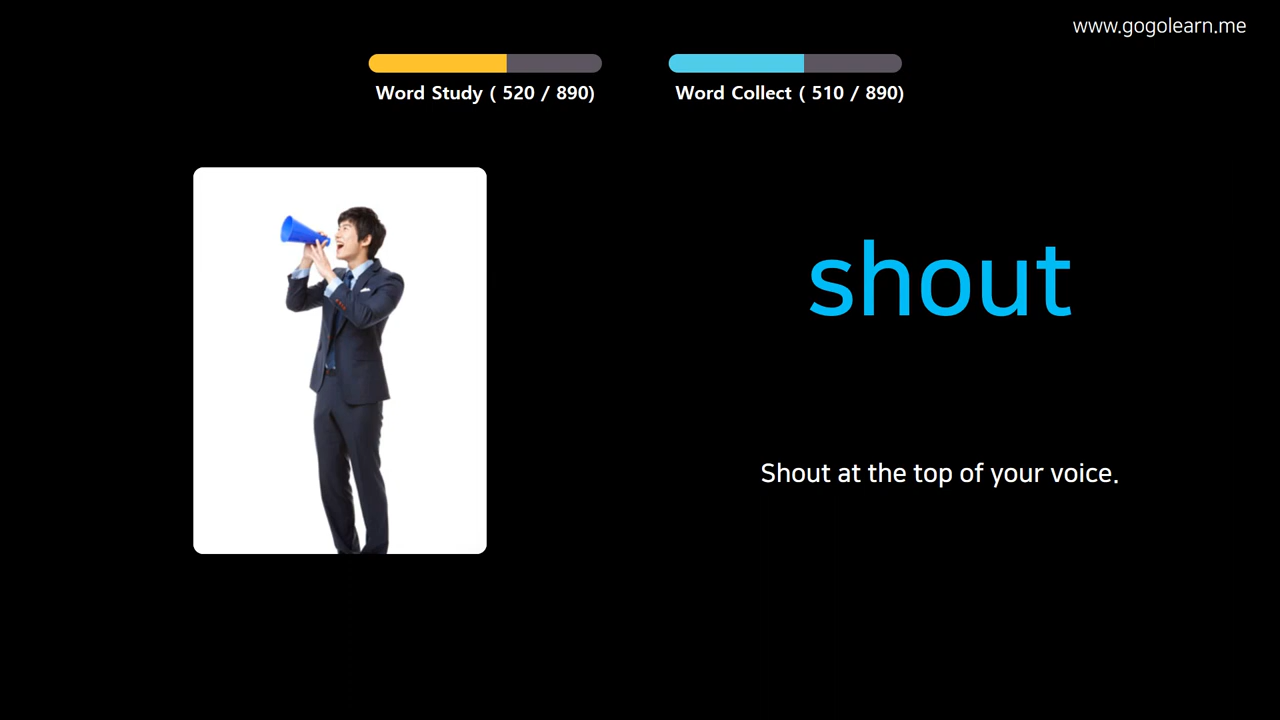 www.gogolearn.me
Word Study ( 520 / 890)
Word Collect ( 510 / 890)
shout
Shout at the top of your voice.